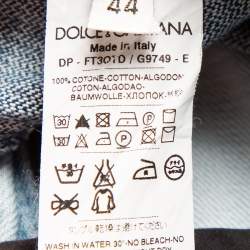 44
DOLCE & GABBANA
Made in Italy
DP - FT301D / G9749 - E
100% COTONE-COTTON-ALGODON
COTON-ALGODAO-
BAUMWOLLE-ХЛОПОК-
WASH IN WATER 30°-NO BLEACH-NO